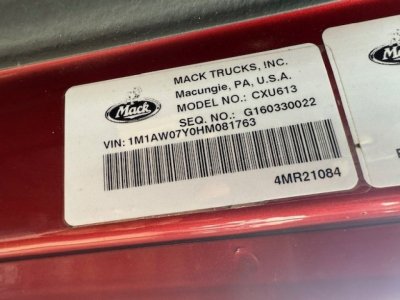 MACK TRUCKS, INC.
Macungie, PA, U.S.A.
MODEL NO.: CXU613
SEQ. NO.: G160330022
Mack
VIN: 1M1AW07Y0HM081763
4MR21084